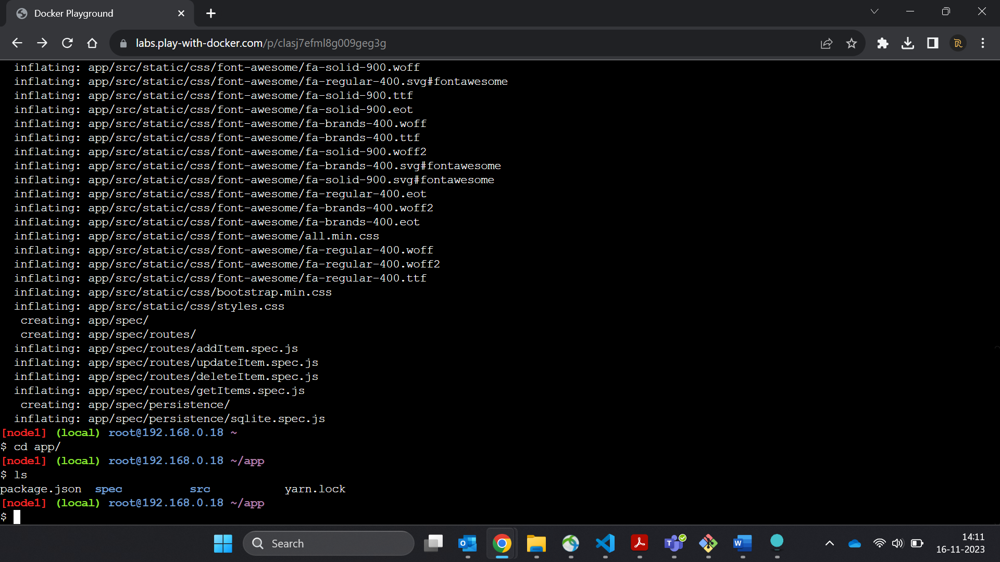 Docker Playground
labs.play-with-docker.com/p/clasj7efml8g009geg3g
inflating: app/src/static/css/font-awesome/fa-solid-900.woff
inflating: app/src/static/css/font-awesome/fa-regular-400.svg#fontawesome
inflating: app/src/static/css/font-awesome/fa-solid-900.ttf
inflating: app/src/static/css/font-awesome/fa-solid-900.eot
inflating: app/src/static/css/font-awesome/fa-brands-400.woff
inflating: app/src/static/css/font-awesome/fa-brands-400.ttf
inflating: app/src/static/css/font-awesome/fa-solid-900.woff2
inflating: app/src/static/css/font-awesome/fa-brands-400.svg#fontawesome
inflating: app/src/static/css/font-awesome/fa-solid-900.svg#fontawesome
inflating: app/src/static/css/font-awesome/fa-regular-400.eot
inflating: app/src/static/css/font-awesome/fa-brands-400.woff2
inflating: app/src/static/css/font-awesome/fa-brands-400.eot
inflating: app/src/static/css/font-awesome/all.min.css
inflating: app/src/static/css/font-awesome/fa-regular-400.woff
inflating: app/src/static/css/font-awesome/fa-regular-400.woff2
inflating: app/src/static/css/font-awesome/fa-regular-400.ttf
inflating: app/src/static/css/bootstrap.min.css
inflating: app/src/static/css/styles.css
creating: app/spec/
creating: app/spec/routes/
inflating: app/spec/routes/addItem.spec.js
inflating: app/spec/routes/updateItem.spec.js
inflating: app/spec/routes/deleteItem.spec.js
inflating: app/spec/routes/getItems.spec.js
creating: app/spec/persistence/
inflating: app/spec/persistence/sqlite.spec.js
[node1] (local) root@192.168.0.18 ~
$ cd app/
[node1] (local) root@192.168.0.18 ~/app
$ ls
package.json spec src yarn.lock
[node1] (local) root@192.168.0.18 ~/app
$
Search
14:11
16-11-2023